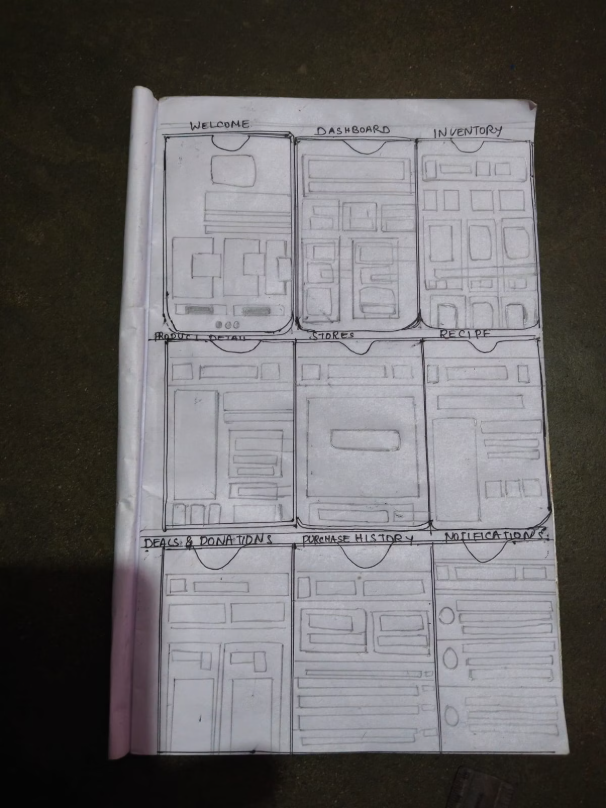 WELCOME
DASHBOARD
INVENTORY
PRODUCT DETAIL
STORES
RECIPE
DEALS & DONATIONS
PURCHASE HISTORY
NOTIFICATIONS